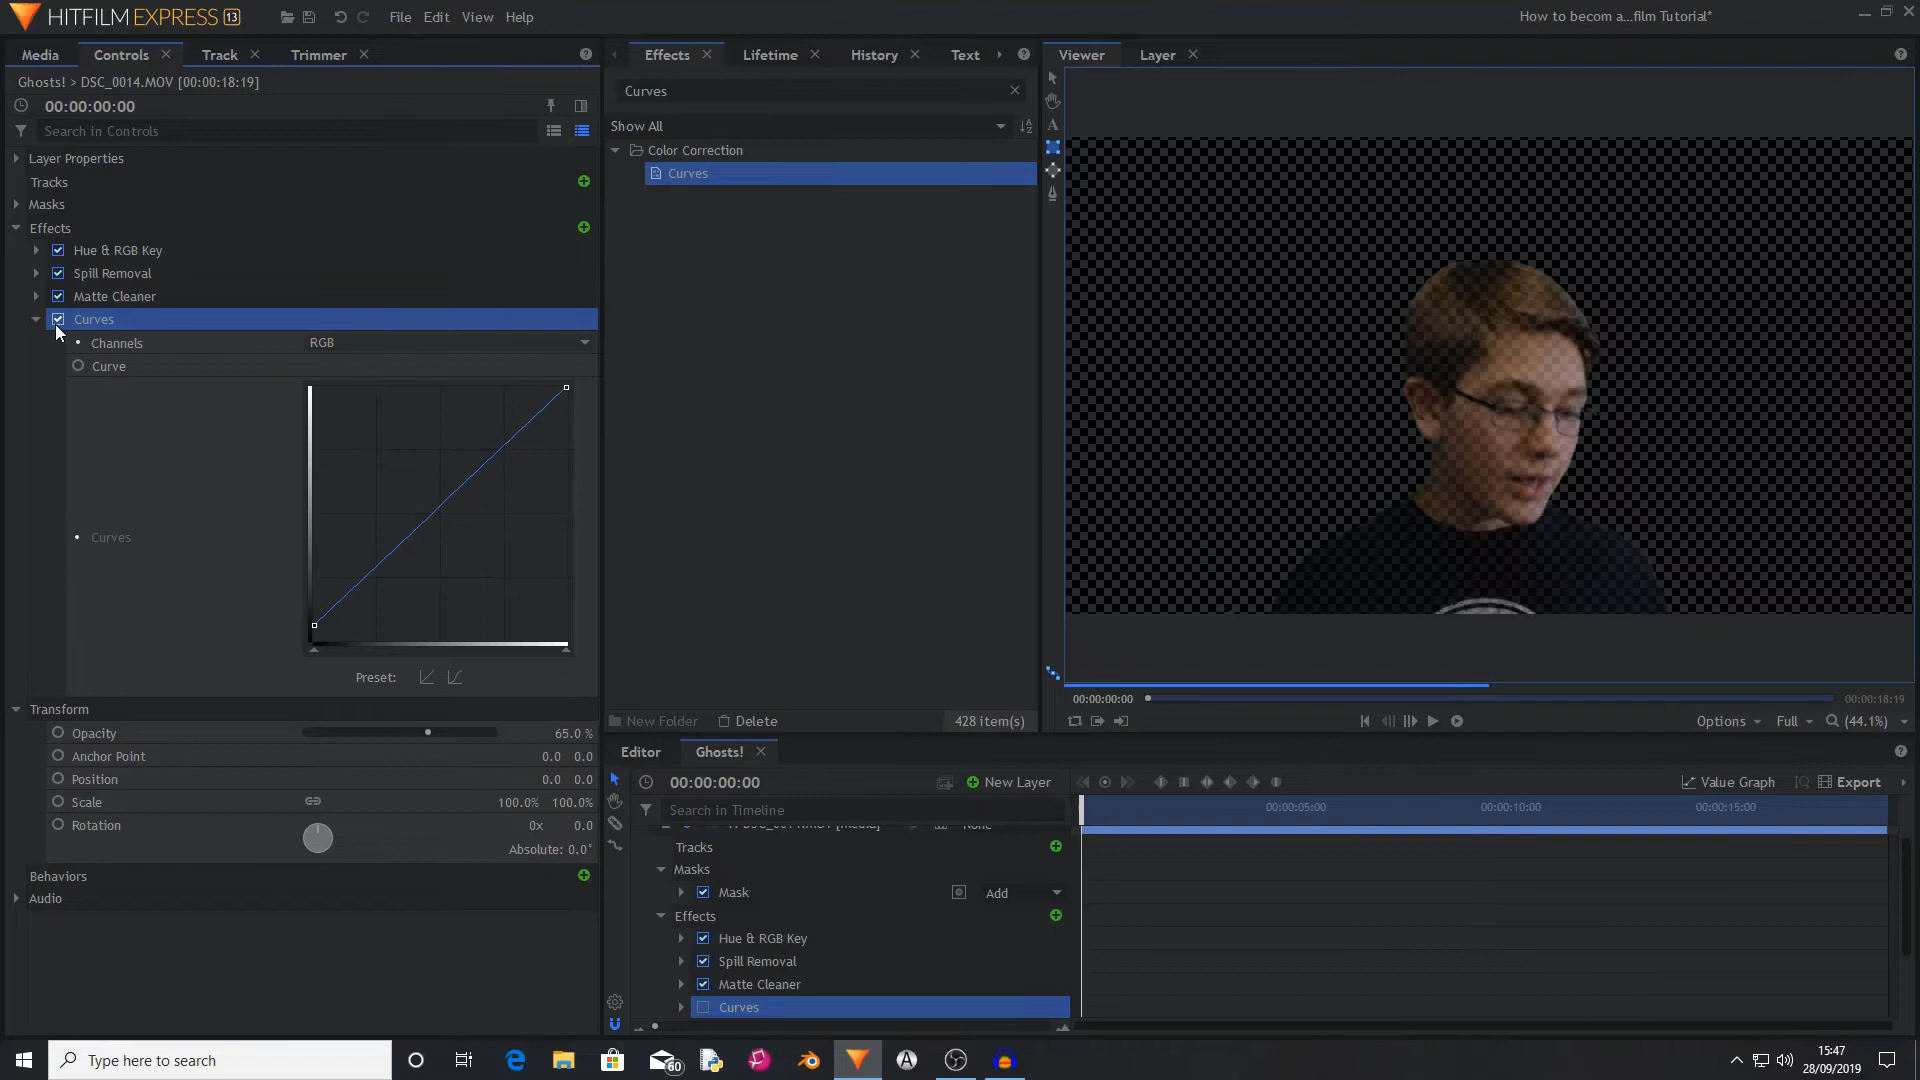 HITFILM EXPRESS 13
File Edit View Help
How to becom a...film Tutorial*
Media Controls Track Trimmer
Ghosts! > DSC_0014.MOV [00:00:18:19]
00:00:00:00
Search in Controls
Layer Properties
Tracks
Masks
Effects
Hue & RGB Key
Spill Removal
Matte Cleaner
Curves
Channels RGB
Curve
Curves
Preset:
Transform
Opacity 65.0 %
Anchor Point 0.0 0.0
Position 0.0 0.0
Scale 100.0% 100.0%
Rotation 0x 0.0
Absolute: 0.0°
Behaviors
Audio
Effects Lifetime History Text
Curves
Show All
Color Correction
Curves
New Folder Delete 428 item(s)
Viewer Layer
00:00:00:00 00:00:18:19
Options Full (44.1%)
Editor Ghosts!
00:00:00:00 New Layer Value Graph Export
Search in Timeline
00:00:05:00 00:00:10:00 00:00:15:00
Tracks
Masks
Mask Add
Effects
Hue & RGB Key
Spill Removal
Matte Cleaner
Curves
Type here to search
60
15:47
28/09/2019